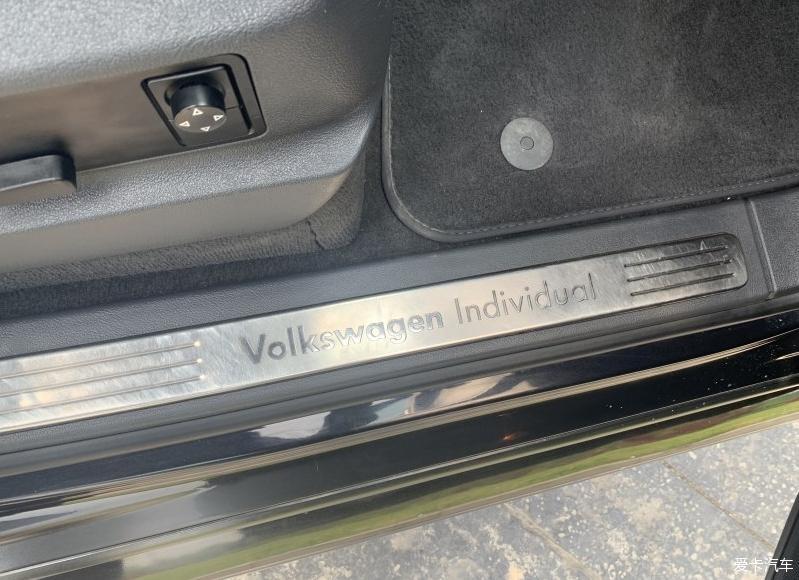 Volkswagen Individual
爱卡汽车